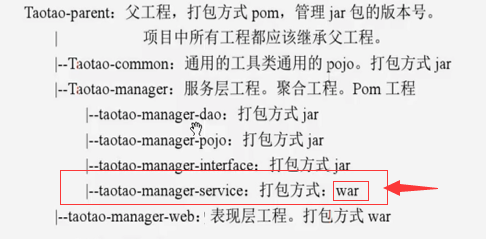 Taotao-parent：父工程，打包方式 pom，管理 jar 包的版本号。
| 项目中所有工程都应该继承父工程。
|--Taotao-common：通用的工具类通用的 pojo。打包方式 jar
|--Taotao-manager：服务层工程。聚合工程。Pom 工程
|--taotao-manager-dao：打包方式 jar
|--taotao-manager-pojo：打包方式 jar
|--taotao-manager-interface：打包方式 jar
|--taotao-manager-service：打包方式：war
|--taotao-manager-web：表现层工程。打包方式 war